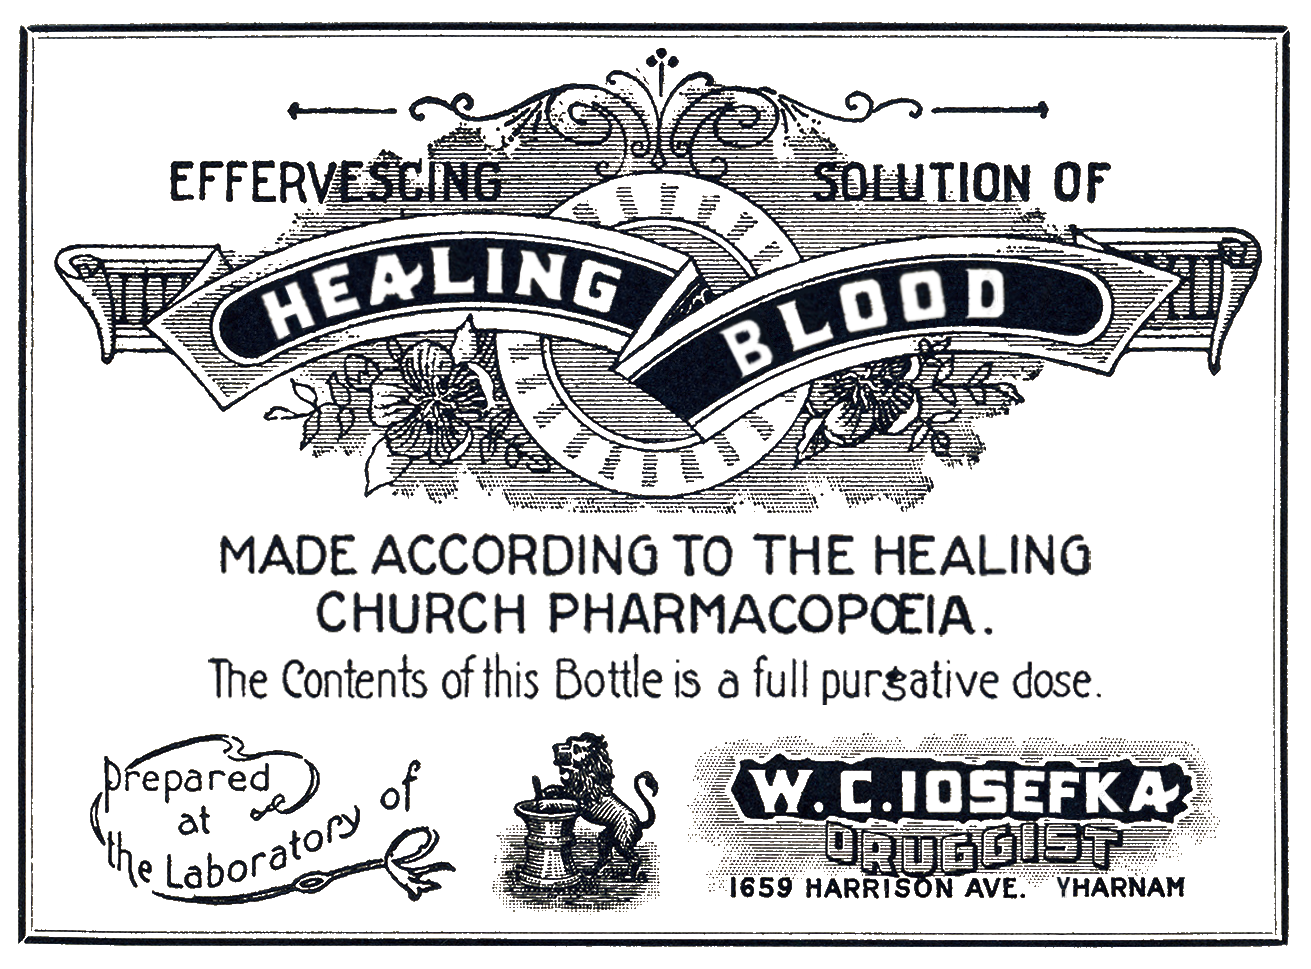 EFFERVESCING SOLUTION OF
HEALING BLOOD
MADE ACCORDING TO THE HEALING
CHURCH PHARMACOPŒIA.
The Contents of this Bottle is a full purgative dose.
Prepared
at
the Laboratory of
W. C. IOSEFKA
DRUGGIST
1659 HARRISON AVE. YHARNAM